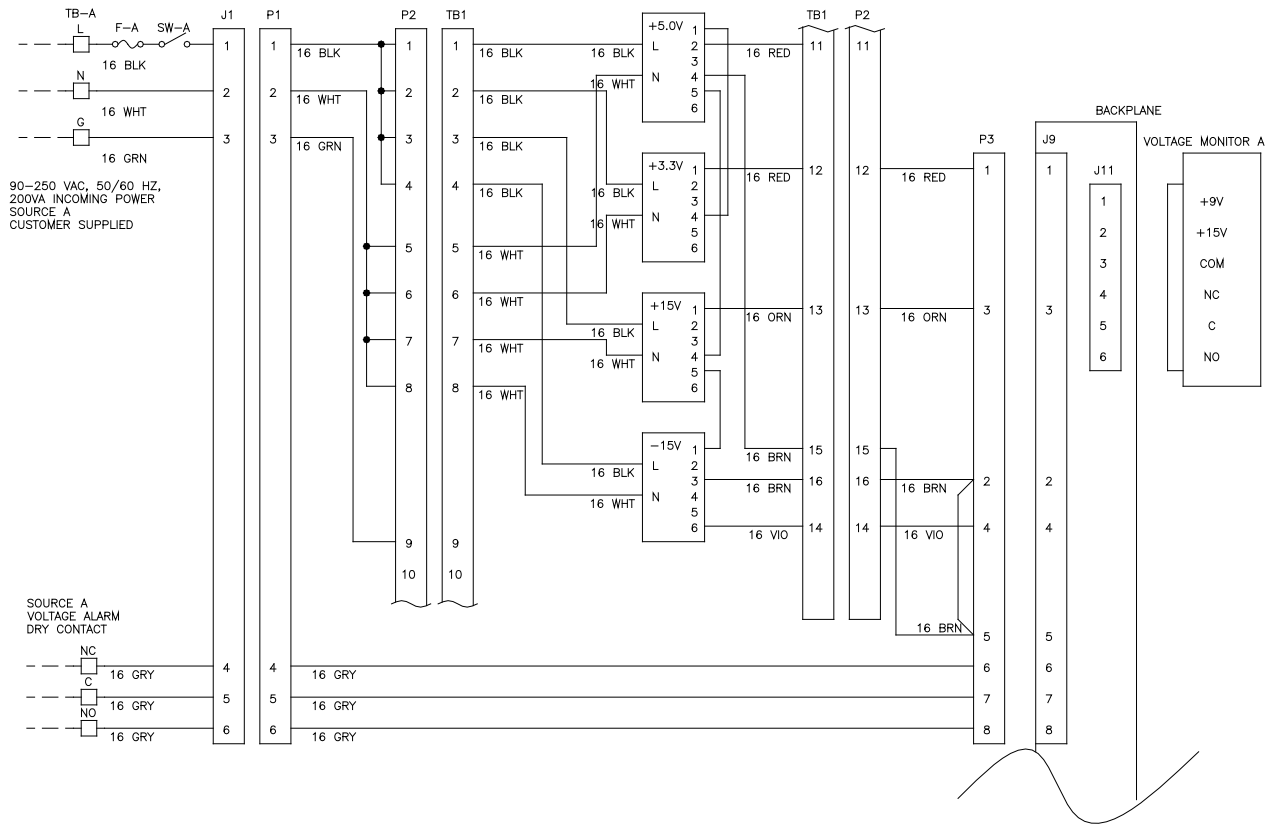 TB-A
L
F-A
SW-A
J1
P1
P2
TB1
TB1
P2
16 BLK
N
16 WHT
G
16 GRN
90-250 VAC, 50/60 HZ,
200VA INCOMING POWER
SOURCE A
CUSTOMER SUPPLIED
SOURCE A
VOLTAGE ALARM
DRY CONTACT
NC
16 GRY
C
16 GRY
NO
16 GRY
1
2
3
4
5
6
1
2
3
4
5
6
16 BLK
16 WHT
16 GRN
16 GRY
16 GRY
16 GRY
1
2
3
4
5
6
7
8
9
10
1
2
3
4
5
6
7
8
9
10
16 BLK
16 BLK
16 BLK
16 BLK
16 WHT
16 WHT
16 WHT
16 WHT
16 BLK
16 WHT
16 BLK
16 WHT
16 BLK
16 WHT
16 BLK
16 WHT
+5.0V
L
N
1
2
3
4
5
6
+3.3V
L
N
1
2
3
4
5
6
+15V
L
N
1
2
3
4
5
6
-15V
L
N
1
2
3
4
5
6
16 RED
16 RED
16 ORN
16 BRN
16 BRN
16 VIO
11
12
13
15
16
14
11
12
13
15
16
14
16 RED
16 ORN
16 BRN
16 VIO
16 BRN
P3
1
3
2
4
5
6
7
8
BACKPLANE
J9
1
3
2
4
5
6
7
8
J11
1
2
3
4
5
6
VOLTAGE MONITOR A
+9V
+15V
COM
NC
C
NO